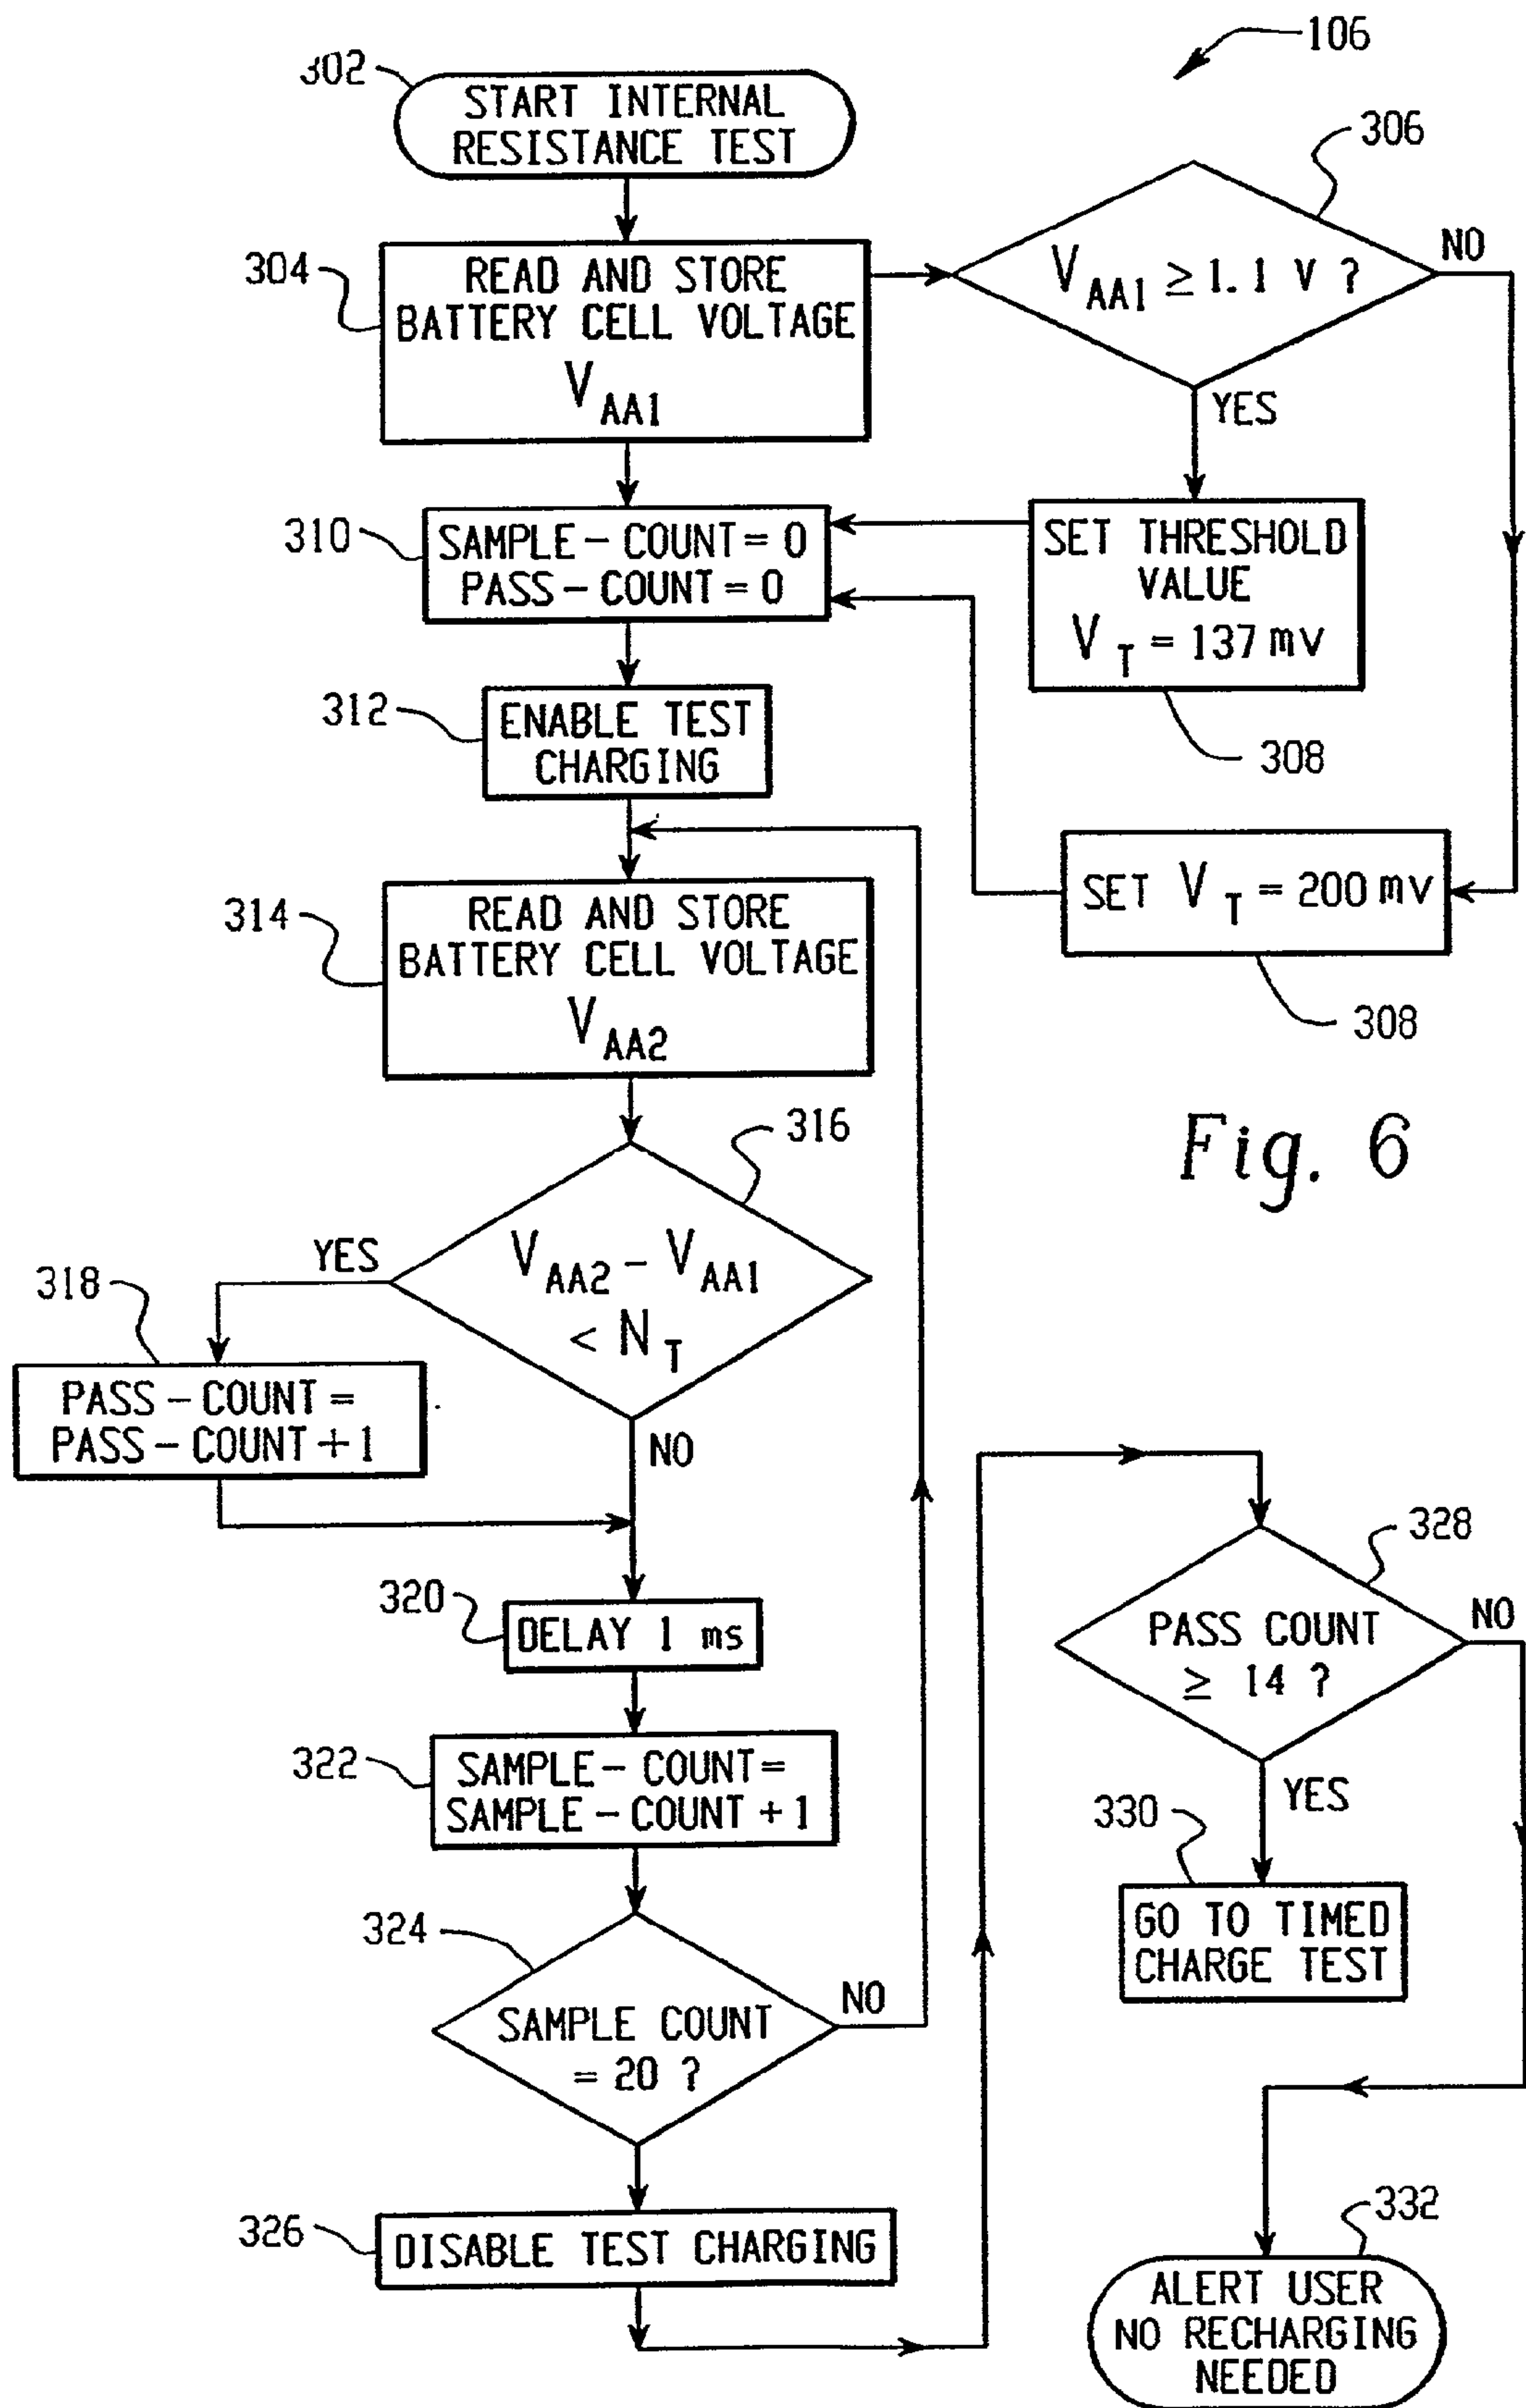 106
302
START INTERNAL
RESISTANCE TEST
306
304
READ AND STORE
BATTERY CELL VOLTAGE
V AA1
V AA1 ≥ 1.1 V ?
NO
YES
310
SAMPLE - COUNT = 0
PASS - COUNT = 0
SET THRESHOLD
VALUE
V T = 137 mv
308
312
ENABLE TEST
CHARGING
SET V T = 200 mv
308
314
READ AND STORE
BATTERY CELL VOLTAGE
V AA2
Fig. 6
316
V AA2 - V AA1
< N T
YES
NO
318
PASS - COUNT =
PASS - COUNT + 1
320
DELAY 1 ms
322
SAMPLE - COUNT =
SAMPLE - COUNT + 1
324
SAMPLE COUNT
= 20 ?
NO
326
DISABLE TEST CHARGING
328
PASS COUNT
≥ 14 ?
NO
YES
330
GO TO TIMED
CHARGE TEST
332
ALERT USER
NO RECHARGING
NEEDED